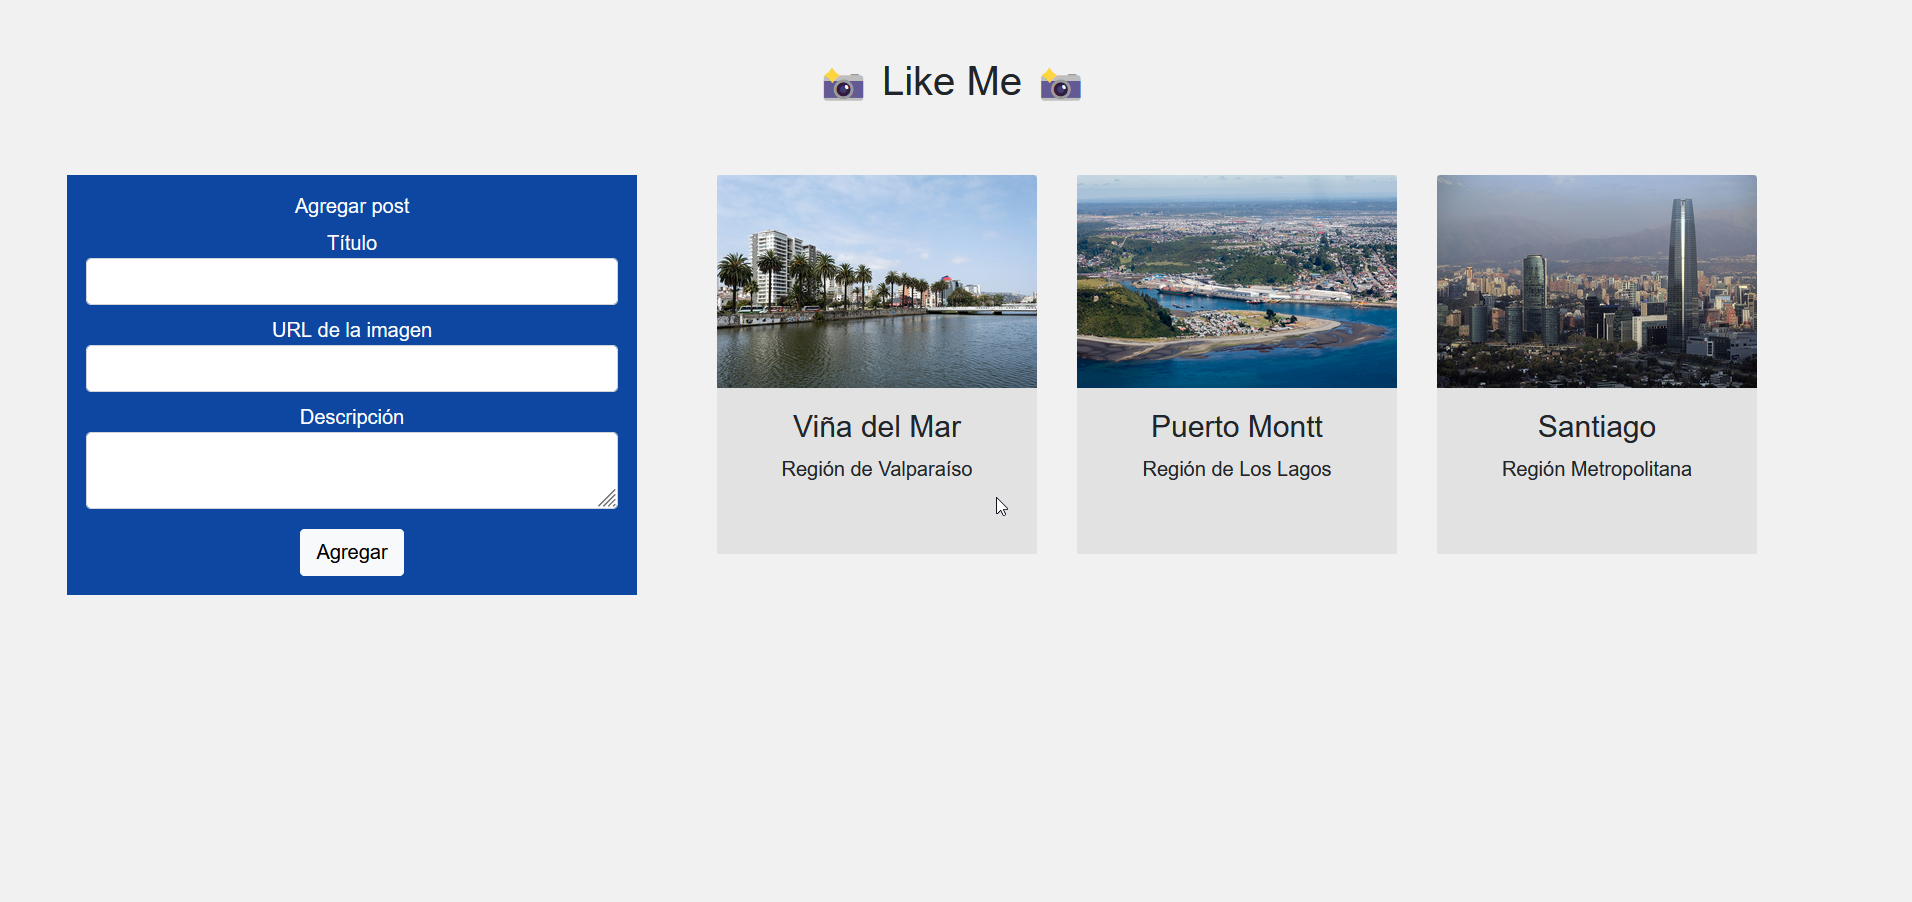 Like Me
Agregar post
Título
URL de la imagen
Descripción
Agregar
Viña del Mar
Región de Valparaíso
Puerto Montt
Región de Los Lagos
Santiago
Región Metropolitana